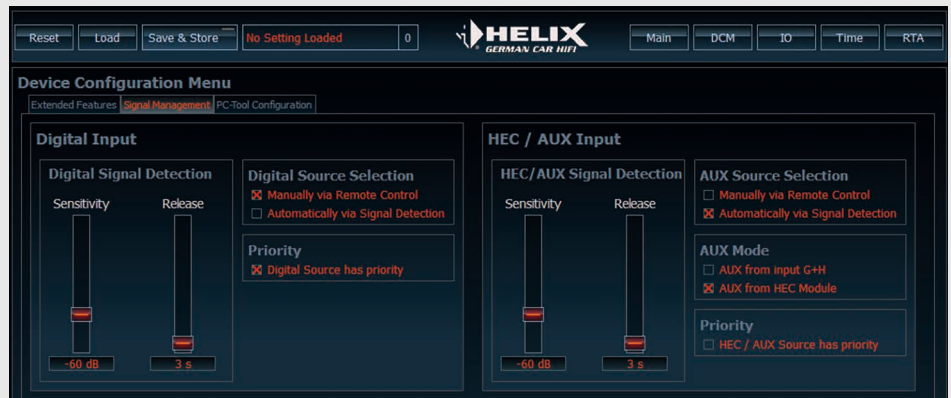 Reset Load Save & Store No Setting Loaded 0 HELIX Main DCM IO Time RTA
GERMAN CAR HIFI
Device Configuration Menu
Extended Features Signal Management PC-Tool Configuration
Digital Input
Digital Signal Detection
Sensitivity Release
-60 dB 3 s
Digital Source Selection
Manually via Remote Control
Automatically via Signal Detection
Priority
Digital Source has priority
HEC / AUX Input
HEC/AUX Signal Detection
Sensitivity Release
-60 dB 3 s
AUX Source Selection
Manually via Remote Control
Automatically via Signal Detection
AUX Mode
AUX from input G+H
AUX from HEC Module
Priority
HEC / AUX Source has priority